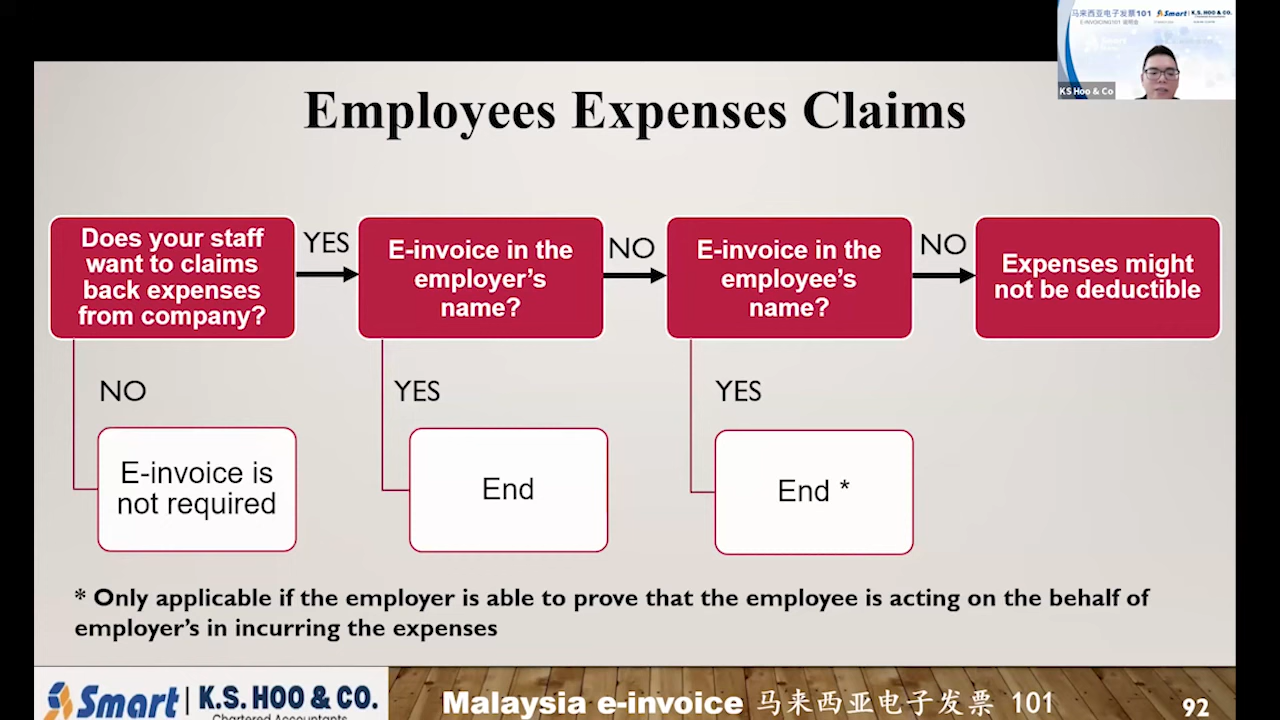 马来西亚电子发票101
Smart | K.S. HOO & CO.
KS Hoo & Co
Employees Expenses Claims
Does your staff
want to claims
back expenses
from company?
YES
E-invoice in the
employer’s
name?
NO
E-invoice in the
employee’s
name?
NO
Expenses might
not be deductible
NO
YES
YES
E-invoice is
not required
End
End *
* Only applicable if the employer is able to prove that the employee is acting on the behalf of
employer’s in incurring the expenses
Smart | K.S. HOO & CO.
Chartered Accountants
Malaysia e-invoice 马来西亚电子发票 101
92